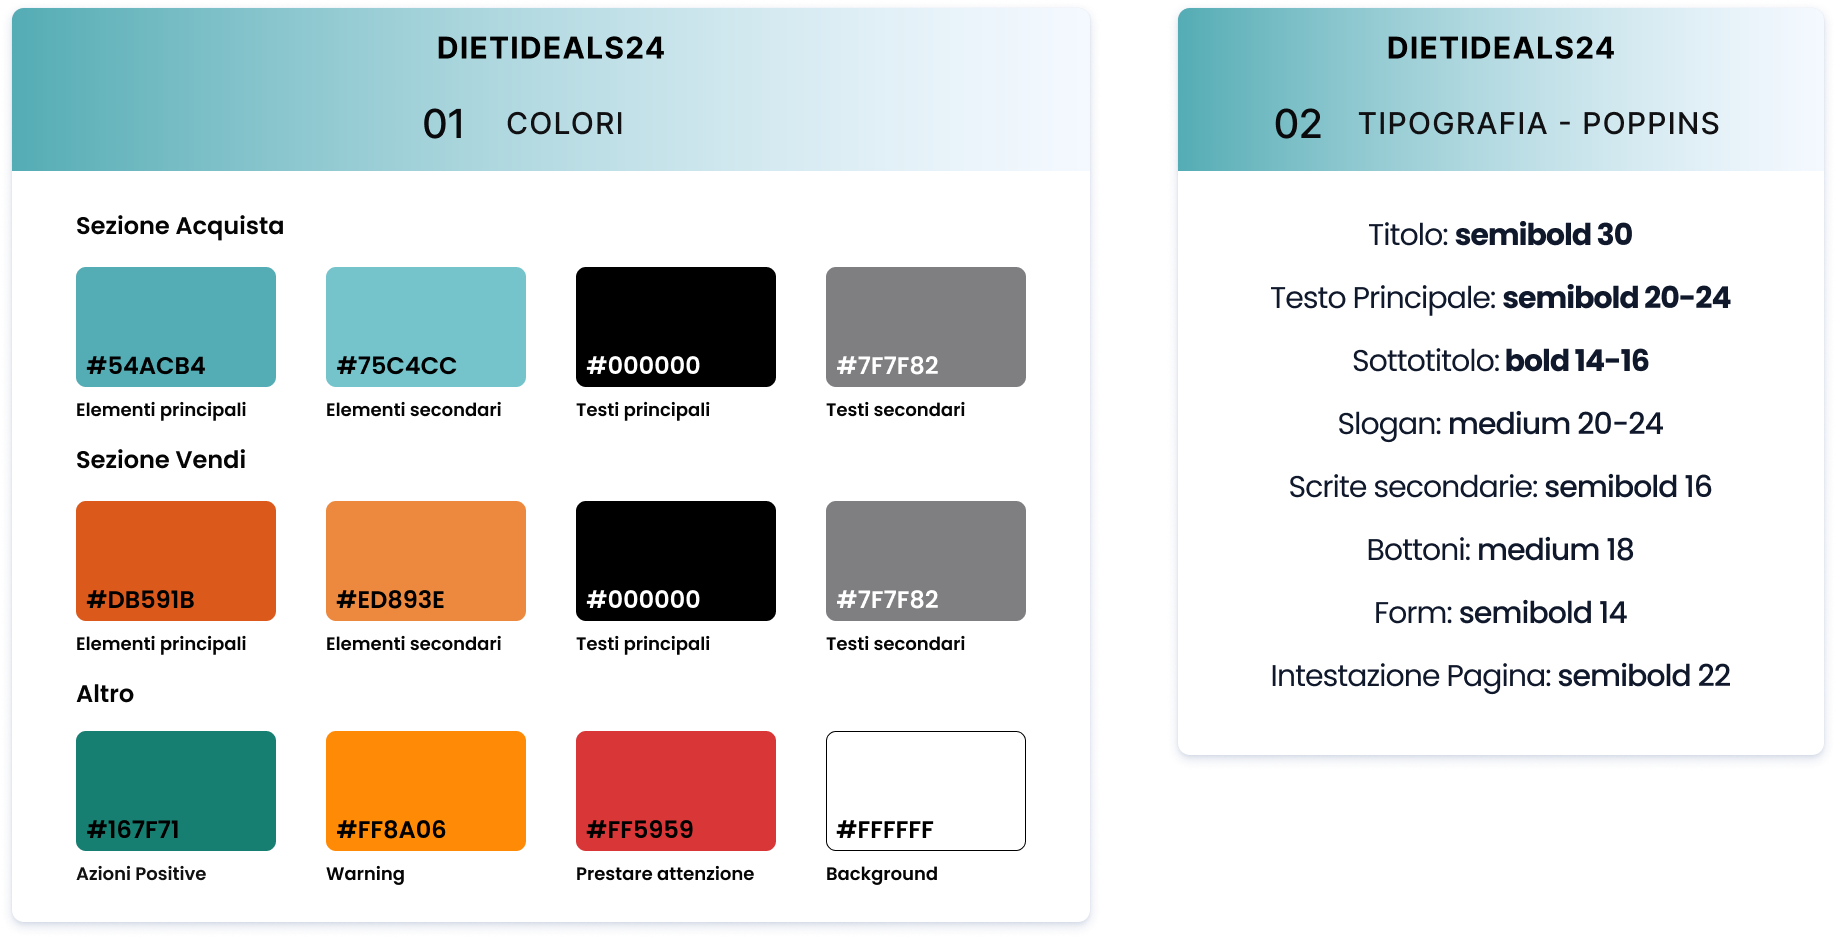 DIETIDEALS24
01 COLORI
Sezione Acquista
#54ACB4 #75C4CC #000000 #7F7F82
Elementi principali Elementi secondari Testi principali Testi secondari
Sezione Vendi
#DB591B #ED893E #000000 #7F7F82
Elementi principali Elementi secondari Testi principali Testi secondari
Altro
#167F71 #FF8A06 #FF5959 #FFFFFF
Azioni Positive Warning Prestare attenzione Background
DIETIDEALS24
02 TIPOGRAFIA - POPPINS
Titolo: semibold 30
Testo Principale: semibold 20-24
Sottotitolo: bold 14-16
Slogan: medium 20-24
Scrite secondarie: semibold 16
Bottoni: medium 18
Form: semibold 14
Intestazione Pagina: semibold 22